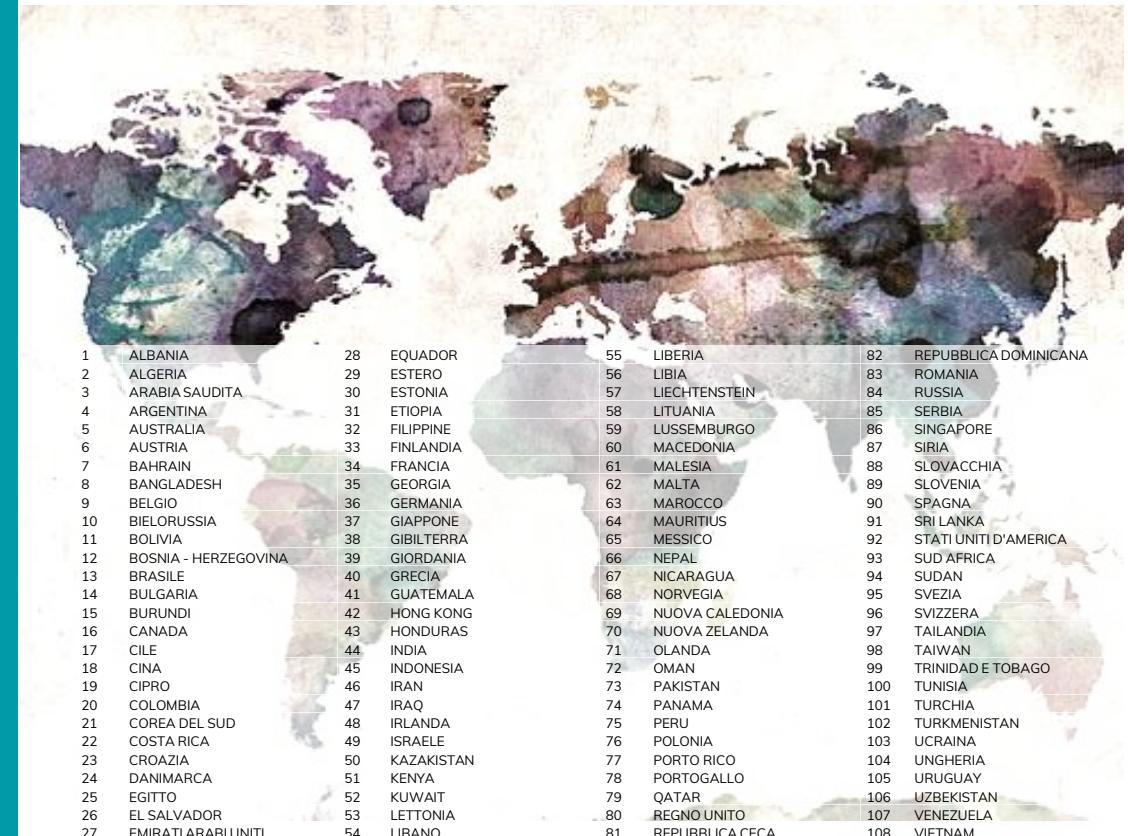 1 ALBANIA
2 ALGERIA
3 ARABIA SAUDITA
4 ARGENTINA
5 AUSTRALIA
6 AUSTRIA
7 BAHRAIN
8 BANGLADESH
9 BELGIO
10 BIELORUSSIA
11 BOLIVIA
12 BOSNIA - HERZEGOVINA
13 BRASILE
14 BULGARIA
15 BURUNDI
16 CANADA
17 CILE
18 CINA
19 CIPRO
20 COLOMBIA
21 COREA DEL SUD
22 COSTA RICA
23 CROAZIA
24 DANIMARCA
25 EGITTO
26 EL SALVADOR
27 EMIRATI ARABI UNITI
28 EQUADOR
29 ESTERO
30 ESTONIA
31 ETIOPIA
32 FILIPPINE
33 FINLANDIA
34 FRANCIA
35 GEORGIA
36 GERMANIA
37 GIAPPONE
38 GIBILTERRA
39 GIORDANIA
40 GRECIA
41 GUATEMALA
42 HONG KONG
43 HONDURAS
44 INDIA
45 INDONESIA
46 IRAN
47 IRAQ
48 IRLANDA
49 ISRAELE
50 KAZAKISTAN
51 KENYA
52 KUWAIT
53 LETTONIA
54 LIBANO
55 LIBERIA
56 LIBIA
57 LIECHTENSTEIN
58 LITUANIA
59 LUSSEMBURGO
60 MACEDONIA
61 MALESIA
62 MALTA
63 MAROCCO
64 MAURITIUS
65 MESSICO
66 NEPAL
67 NICARAGUA
68 NORVEGIA
69 NUOVA CALEDONIA
70 NUOVA ZELANDA
71 OLANDA
72 OMAN
73 PAKISTAN
74 PANAMA
75 PERU
76 POLONIA
77 PORTO RICO
78 PORTOGALLO
79 QATAR
80 REGNO UNITO
81 REPUBBLICA CECA
82 REPUBBLICA DOMINICANA
83 ROMANIA
84 RUSSIA
85 SERBIA
86 SINGAPORE
87 SIRIA
88 SLOVACCHIA
89 SLOVENIA
90 SPAGNA
91 SRI LANKA
92 STATI UNITI D'AMERICA
93 SUD AFRICA
94 SUDAN
95 SVEZIA
96 SVIZZERA
97 TAILANDIA
98 TAIWAN
99 TRINIDAD E TOBAGO
100 TUNISIA
101 TURCHIA
102 TURKMENISTAN
103 UCRAINA
104 UNGHERIA
105 URUGUAY
106 UZBEKISTAN
107 VENEZUELA
108 VIETNAM